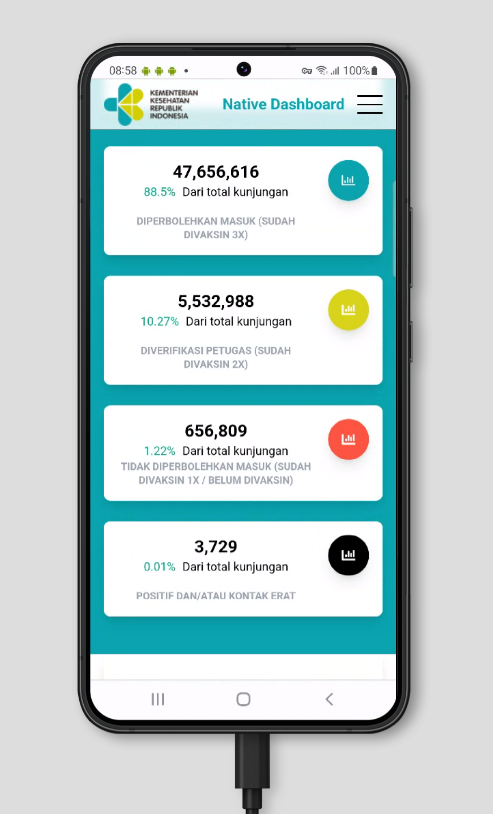 08:58
100%
KEMENTERIAN
KESEHATAN
REPUBLIK
INDONESIA
Native Dashboard
47,656,616
88.5% Dari total kunjungan
DIPERBOLEHKAN MASUK (SUDAH
DIVAKSIN 3X)
5,532,988
10.27% Dari total kunjungan
DIVERIFIKASI PETUGAS (SUDAH
DIVAKSIN 2X)
656,809
1.22% Dari total kunjungan
TIDAK DIPERBOLEHKAN MASUK (SUDAH
DIVAKSIN 1X / BELUM DIVAKSIN)
3,729
0.01% Dari total kunjungan
POSITIF DAN/ATAU KONTAK ERAT